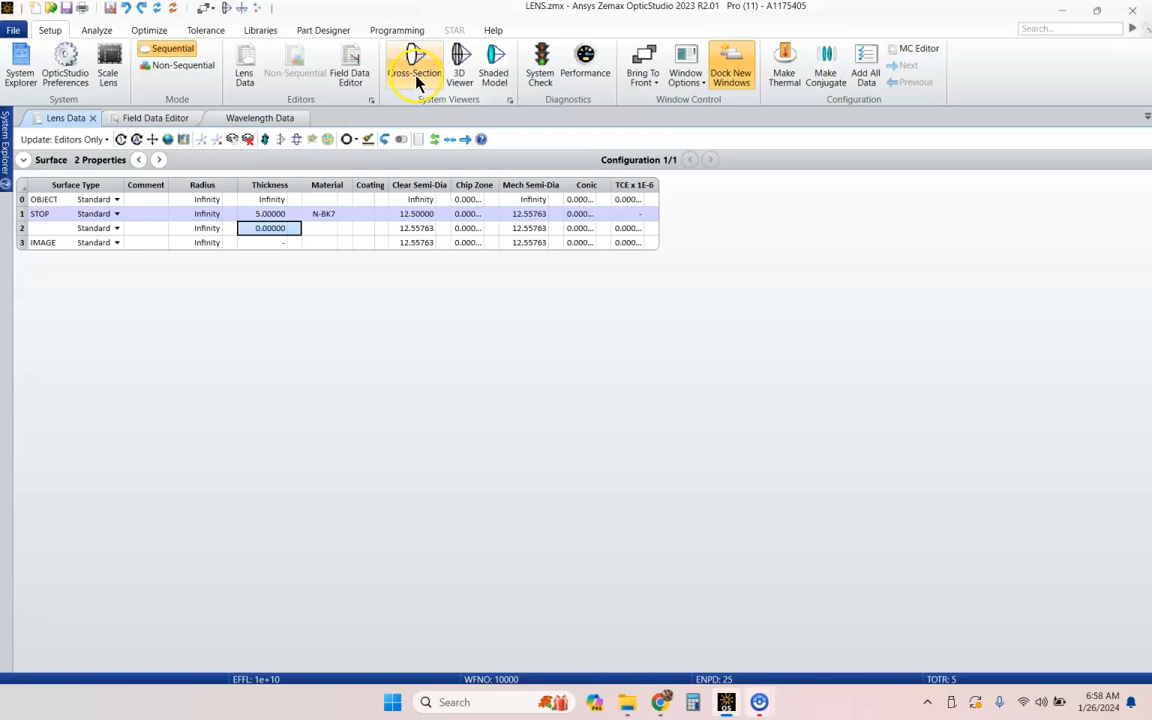 LENS.zmx - Ansys Zemax OpticStudio 2023 R2.01 Pro (11) - A1175405
File Setup Analyze Optimize Tolerance Libraries Part Designer Programming STAR Help Search...
System Explorer
OpticStudio Preferences
Scale Lens
System
Sequential
Non-Sequential
Mode
Lens Data
Non-Sequential
Field Data Editor
Editors
Cross-Section
3D Viewer
Shaded Model
System Viewers
System Check
Performance
Diagnostics
Bring To Front
Window Options
Dock New Windows
Window Control
Make Thermal
Make Conjugate
Add All Data
MC Editor
Next
Previous
Configuration
System Explorer
Lens Data Field Data Editor Wavelength Data
Update: Editors Only
Surface 2 Properties Configuration 1/1
Surface Type Comment Radius Thickness Material Coating Clear Semi-Dia Chip Zone Mech Semi-Dia Conic TCE x 1E-6
0 OBJECT Standard Infinity Infinity Infinity 0.000... Infinity 0.000... 0.000...
1 STOP Standard Infinity 5.00000 N-BK7 12.50000 0.000... 12.55763 0.000... -
2 Standard Infinity 0.00000 12.55763 0.000... 12.55763 0.000... 0.000...
3 IMAGE Standard Infinity - 12.55763 0.000... 12.55763 0.000... 0.000...
EFFL: 1e+10 WFNO: 10000 ENPD: 25 TOTR: 5
Search
PRE
OS
6:58 AM
1/26/2024